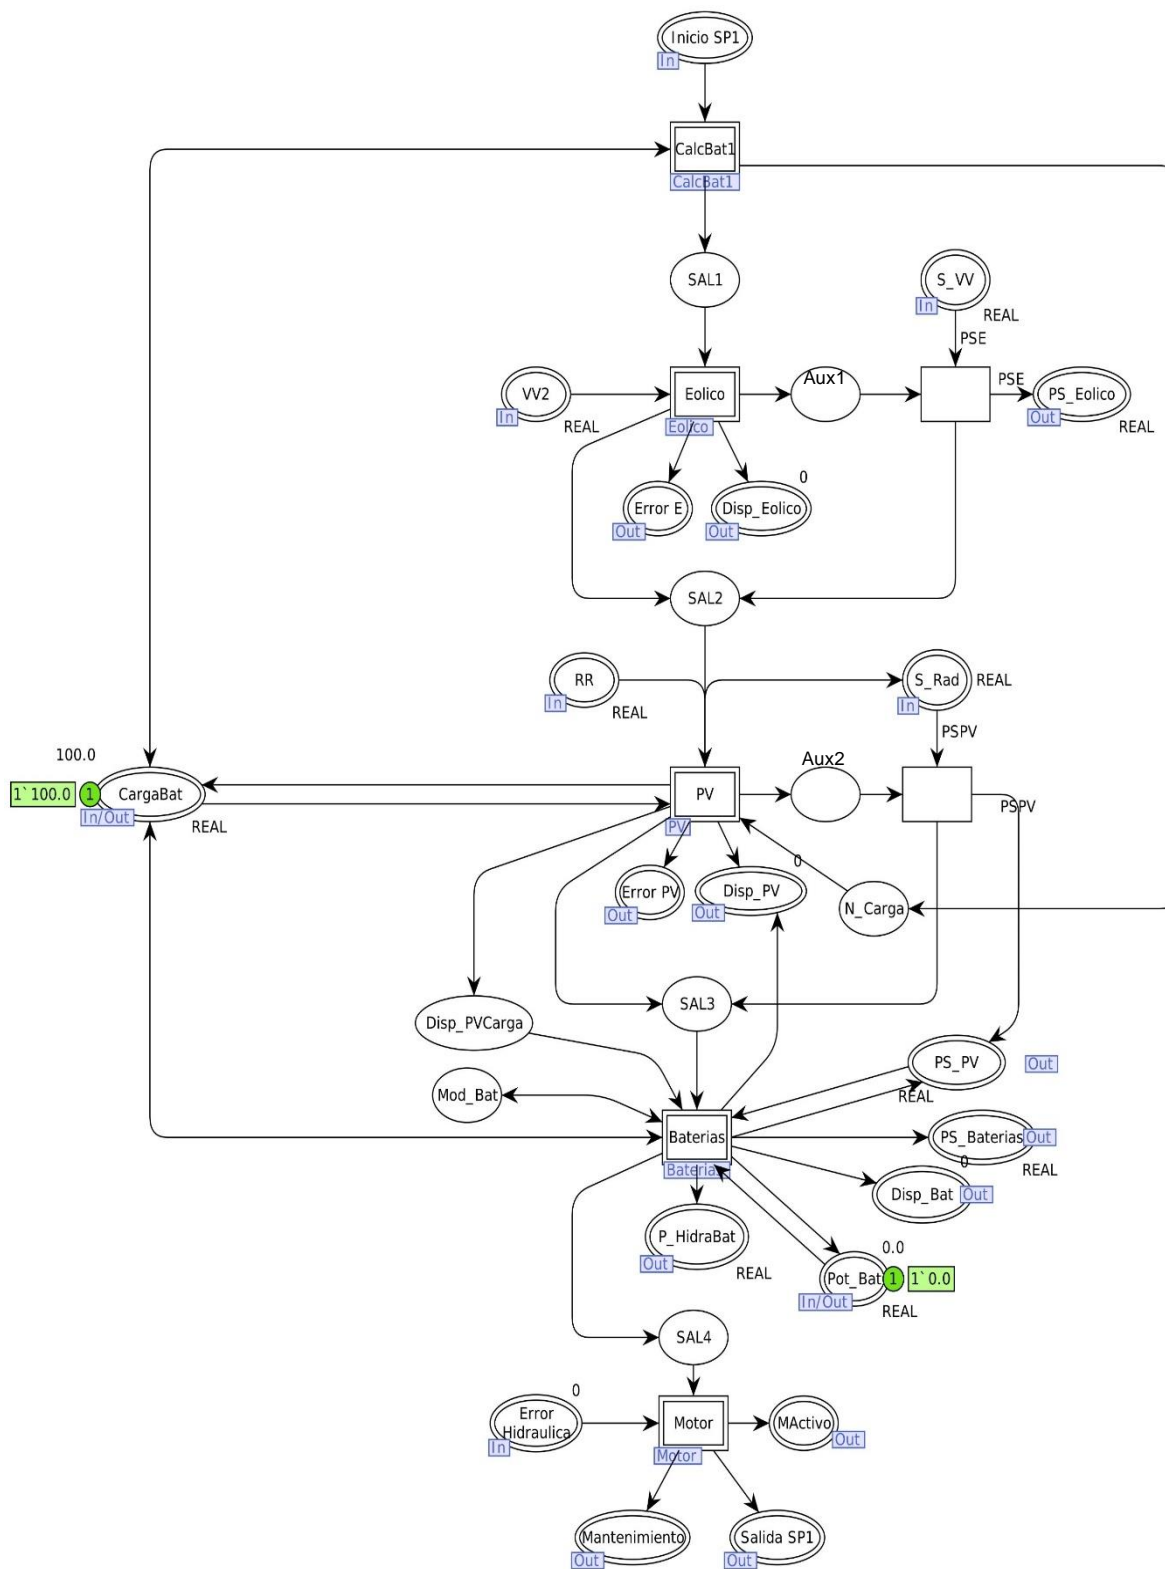 Inicio SP1
In
CalcBat1
CalcBat1
SAL1
S_VV
In
REAL
PSE
VV2
In
REAL
Eolico
Eolico
Aux1
PSE
PS_Eolico
Out
REAL
Error E
Out
0
Disp_Eolico
Out
SAL2
RR
In
REAL
S_Rad
In
REAL
PSPV
100.0
1`100.0
1
CargaBat
In/Out
REAL
PV
PV
Aux2
PSPV
Error PV
Out
0
Disp_PV
Out
N_Carga
SAL3
Disp_PVCarga
Mod_Bat
PS_PV
Out
REAL
Baterias
Baterias
PS_Baterias
Out
REAL
0
Disp_Bat
Out
P_HidraBat
Out
REAL
0.0
Pot_Bat
1
1`0.0
In/Out
REAL
SAL4
0
Error
Hidraulica
In
Motor
Motor
MActivo
Out
Mantenimiento
Out
Salida SP1
Out